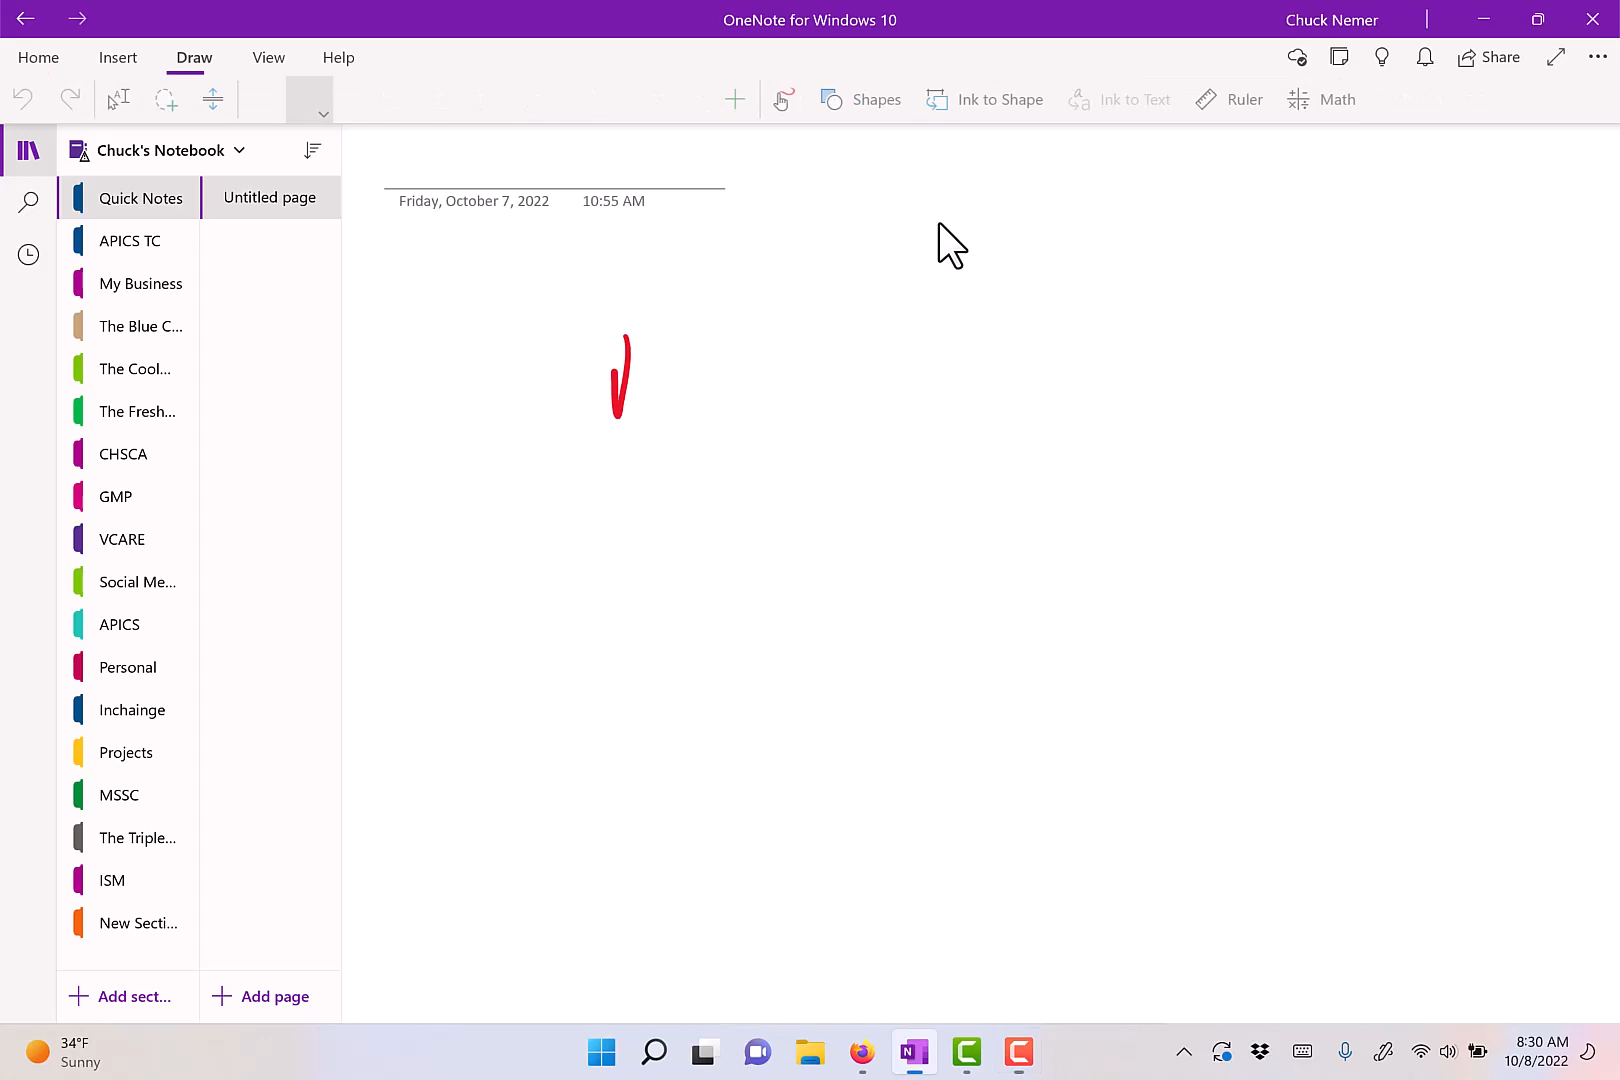 OneNote for Windows 10
Chuck Nemer
Home Insert Draw View Help
Share
Shapes Ink to Shape Ink to Text Ruler Math
Chuck's Notebook
Quick Notes
Untitled page
Friday, October 7, 2022 10:55 AM
APICS TC
My Business
The Blue C...
The Cool...
The Fresh...
CHSCA
GMP
VCARE
Social Me...
APICS
Personal
Inchainge
Projects
MSSC
The Triple...
ISM
New Secti...
Add sect...
Add page
34°F
Sunny
8:30 AM
10/8/2022